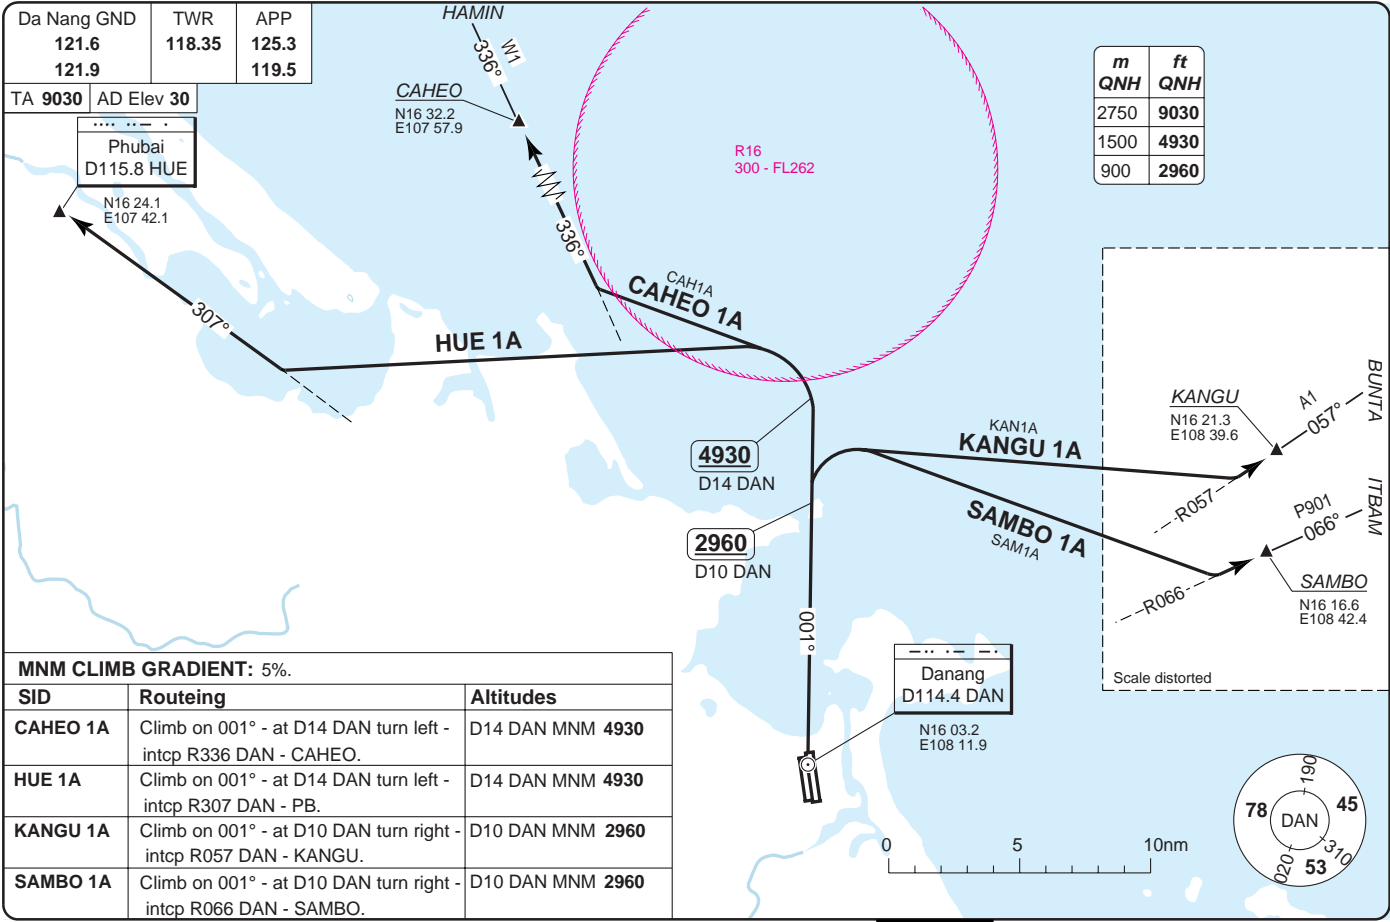 Da Nang GND
121.6
121.9
TWR
118.35
APP
125.3
119.5
TA 9030
AD Elev 30
Phubai
D115.8 HUE
N16 24.1
E107 42.1
HAMIN
W1
336°
CAHEO
N16 32.2
E107 57.9
336°
R16
300 - FL262
m
QNH
ft
QNH
2750 9030
1500 4930
900 2960
307°
HUE 1A
CAH1A
CAHEO 1A
4930
D14 DAN
2960
D10 DAN
001°
KAN1A
KANGU 1A
SAMBO 1A
SAM1A
KANGU
N16 21.3
E108 39.6
A1
057°
BUNTA
R057
P901
066°
ITBAM
R066
SAMBO
N16 16.6
E108 42.4
Scale distorted
Danang
D114.4 DAN
N16 03.2
E108 11.9
MNM CLIMB GRADIENT: 5%.
SID Routeing Altitudes
CAHEO 1A Climb on 001° - at D14 DAN turn left - D14 DAN MNM 4930
intcp R336 DAN - CAHEO.
HUE 1A Climb on 001° - at D14 DAN turn left - D14 DAN MNM 4930
intcp R307 DAN - PB.
KANGU 1A Climb on 001° - at D10 DAN turn right - D10 DAN MNM 2960
intcp R057 DAN - KANGU.
SAMBO 1A Climb on 001° - at D10 DAN turn right - D10 DAN MNM 2960
intcp R066 DAN - SAMBO.
0 5 10nm
190
78 DAN 45
310
020 53